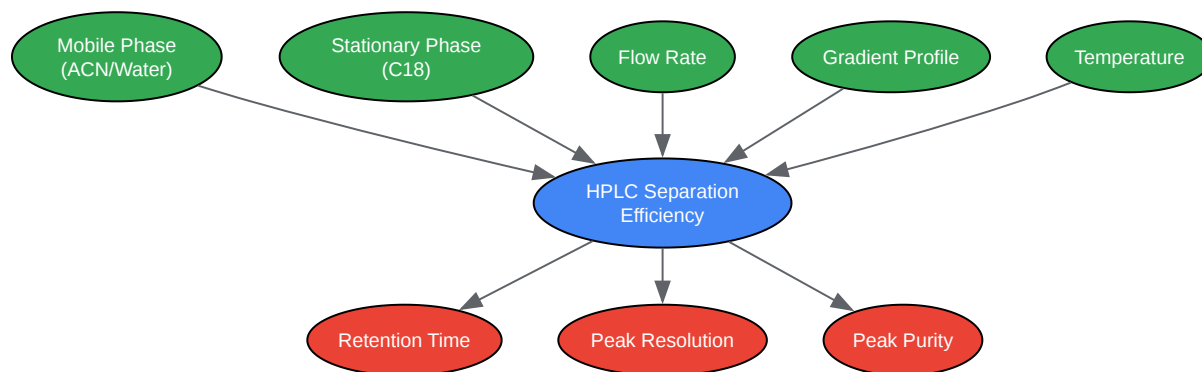 Mobile Phase
(ACN/Water)
Stationary Phase
(C18)
Flow Rate
Gradient Profile
Temperature
HPLC Separation
Efficiency
Retention Time
Peak Resolution
Peak Purity